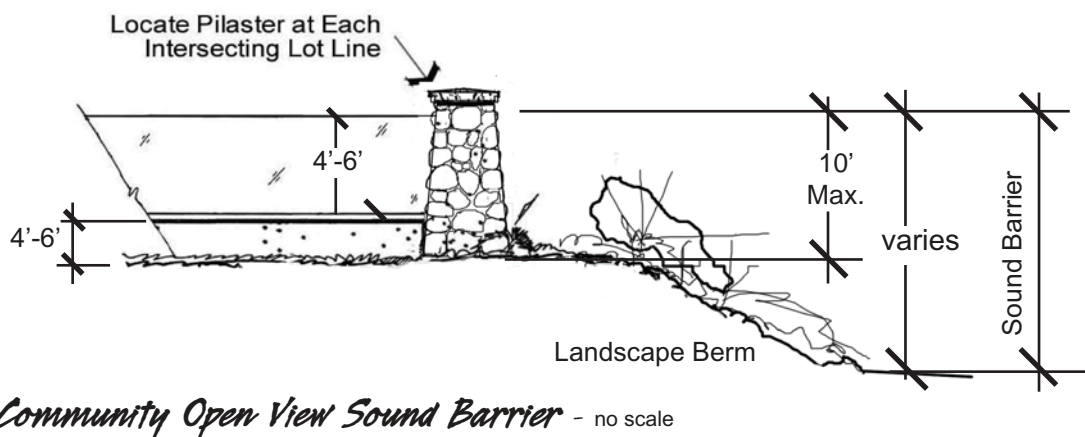 Locate Pilaster at Each
Intersecting Lot Line
4’-6’
4’-6’
10’
Max.
varies
Sound Barrier
Landscape Berm
Community Open View Sound Barrier - no scale